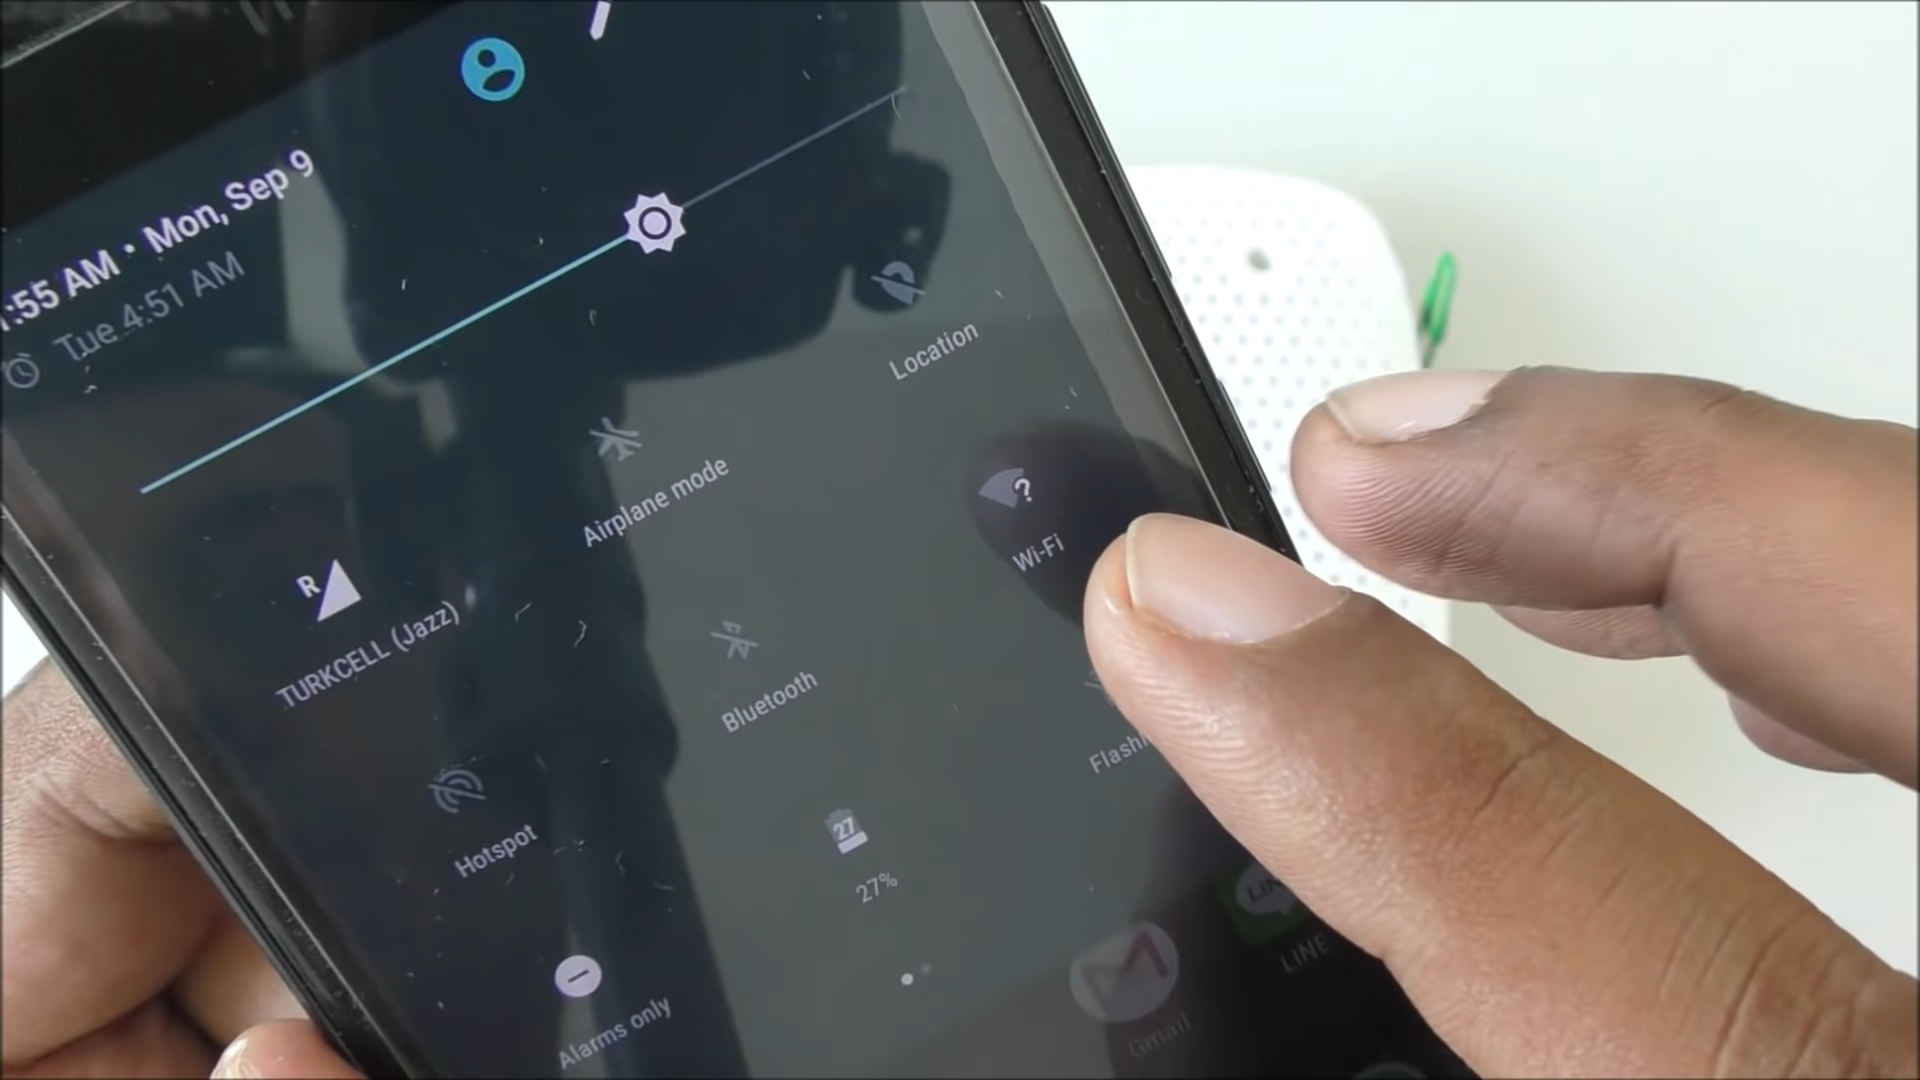 :55 AM • Mon, Sep 9
Tue 4:51 AM
Location
Airplane mode
?
Wi-Fi
R
TURKCELL (Jazz)
Bluetooth
Hotspot
27
27%
Alarms only
LINE
Gmail